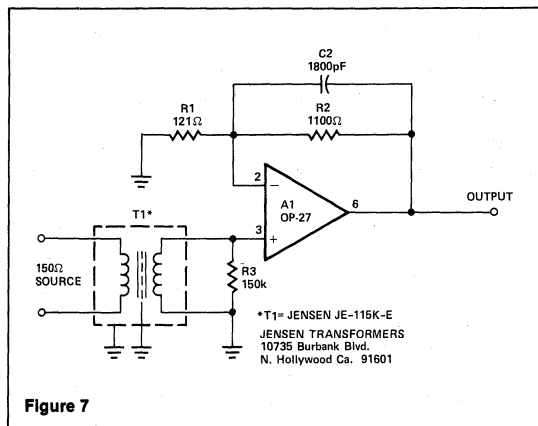 C2
1800pF
R1
121Ω
R2
1100Ω
2
−
A1
OP-27
6
OUTPUT
3
+
T1*
150Ω
SOURCE
R3
150k
*T1= JENSEN JE-115K-E
JENSEN TRANSFORMERS
10735 Burbank Blvd.
N. Hollywood Ca. 91601
Figure 7